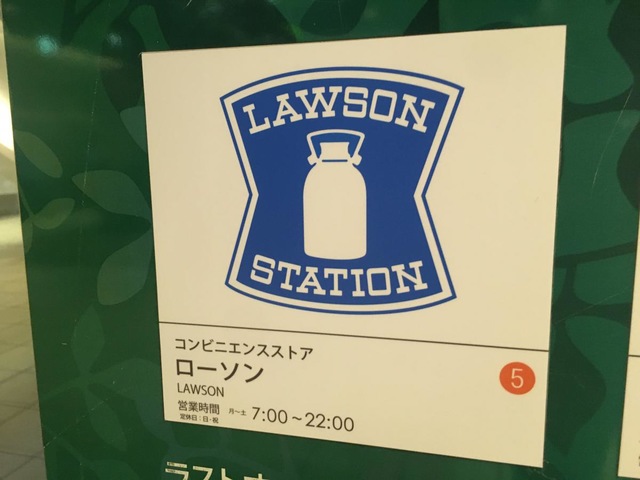 LAWSON
STATION
コンビニエンスストア
ローソン
LAWSON
5
営業時間 月〜土 7:00〜22:00
定休日:日・祝